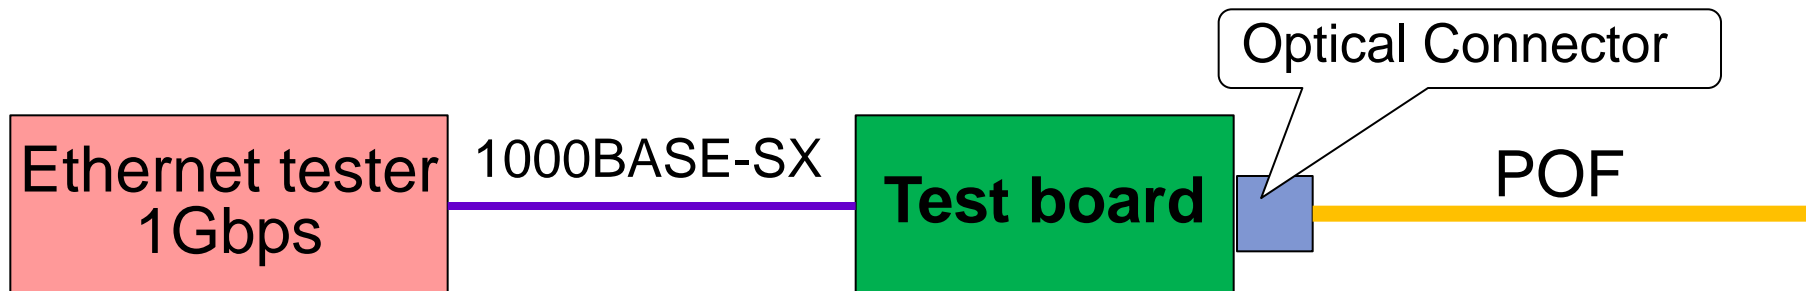 Optical Connector
Ethernet tester
1Gbps
1000BASE-SX
Test board
POF